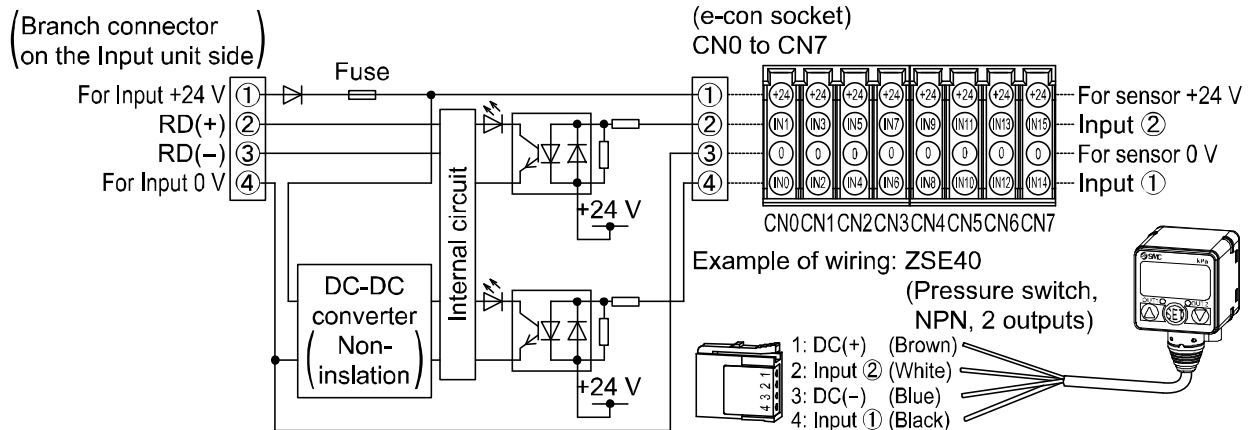 (Branch connector
on the Input unit side)
Fuse
For Input +24 V ①
RD(+) ②
RD(−) ③
For Input 0 V ④
Internal circuit
+24 V
DC-DC
converter
(Non-
inslation)
+24 V
(e-con socket)
CN0 to CN7
① +24 +24 +24 +24 +24 +24 +24 +24 For sensor +24 V
② IN1 IN3 IN5 IN7 IN9 IN11 IN13 IN15 Input ②
③ 0 0 0 0 0 0 0 0 For sensor 0 V
④ IN0 IN2 IN4 IN6 IN8 IN10 IN12 IN14 Input ①
CN0 CN1 CN2 CN3 CN4 CN5 CN6 CN7
Example of wiring: ZSE40
(Pressure switch,
NPN, 2 outputs)
SMC kPa
OUT1 OUT2
SET
4 3 2 1
1: DC(+) (Brown)
2: Input ② (White)
3: DC(−) (Blue)
4: Input ① (Black)